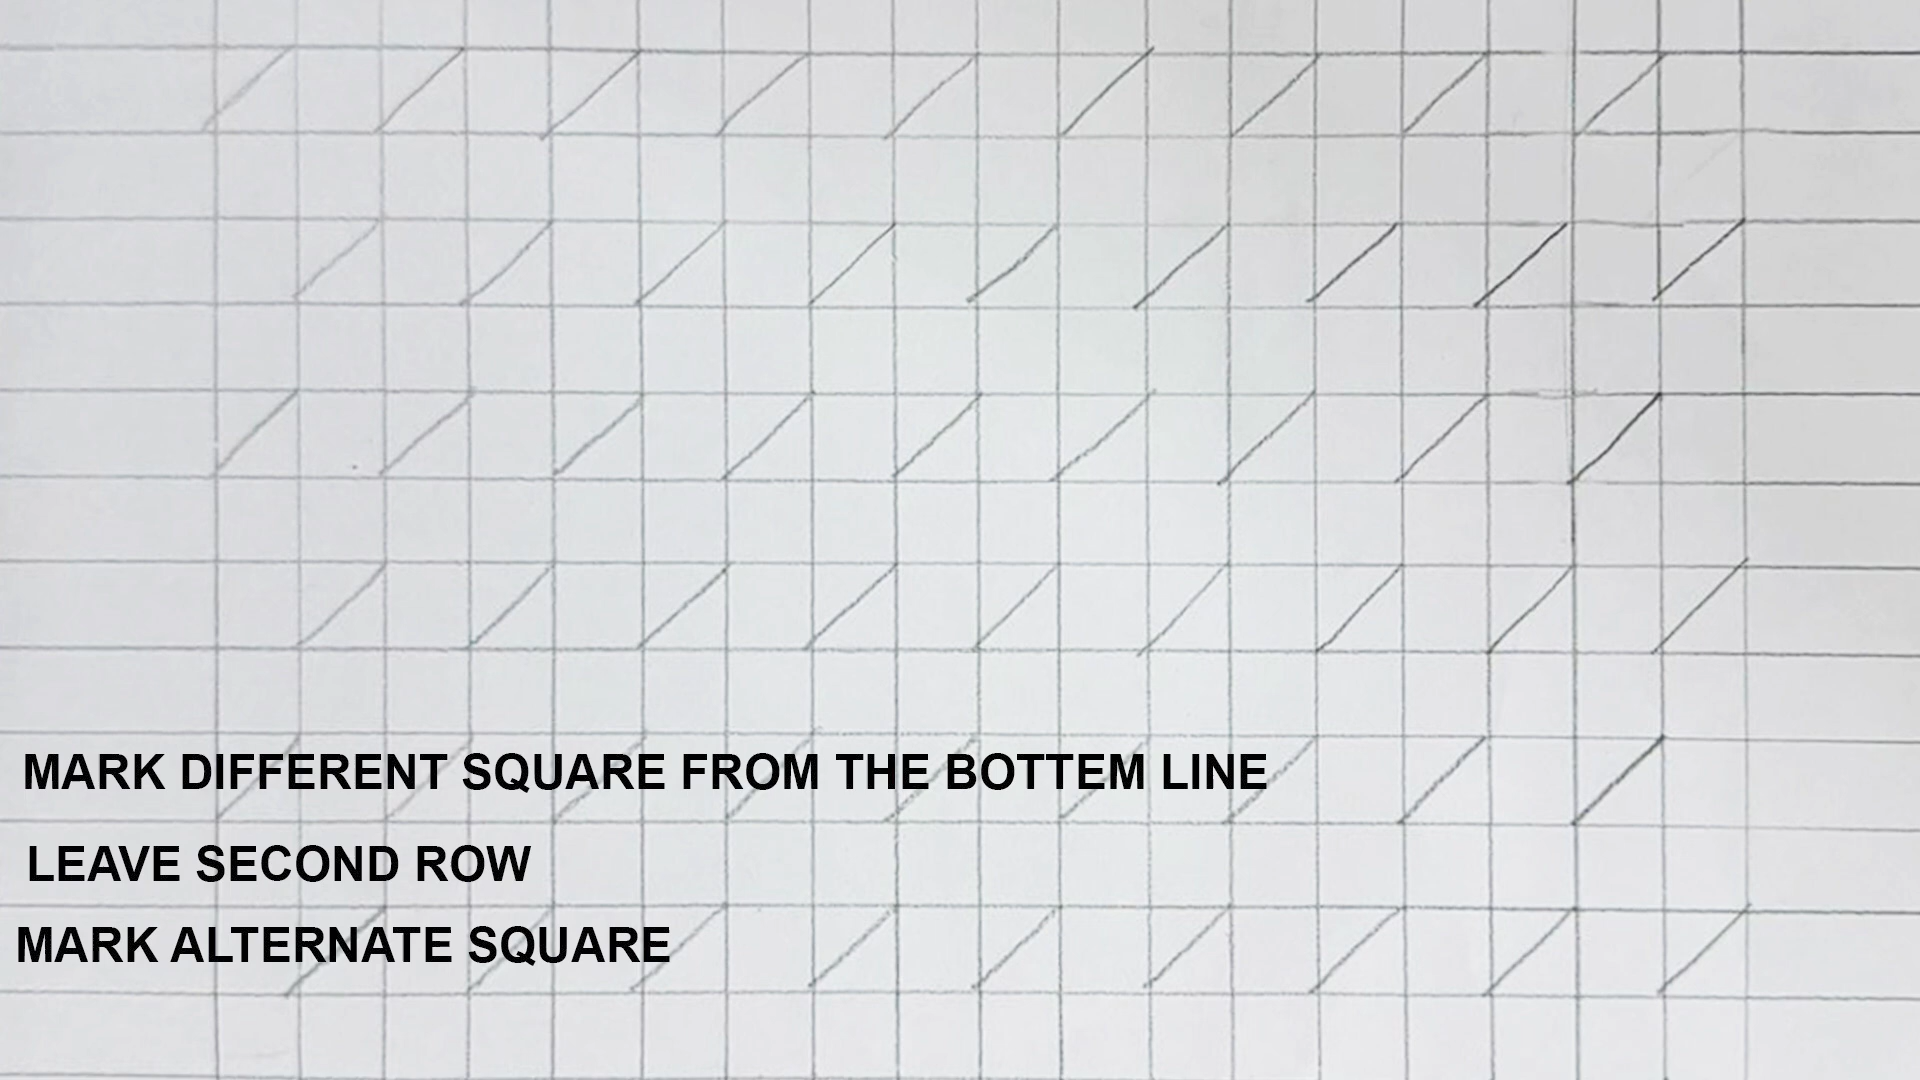 MARK DIFFERENT SQUARE FROM THE BOTTEM LINE
LEAVE SECOND ROW
MARK ALTERNATE SQUARE